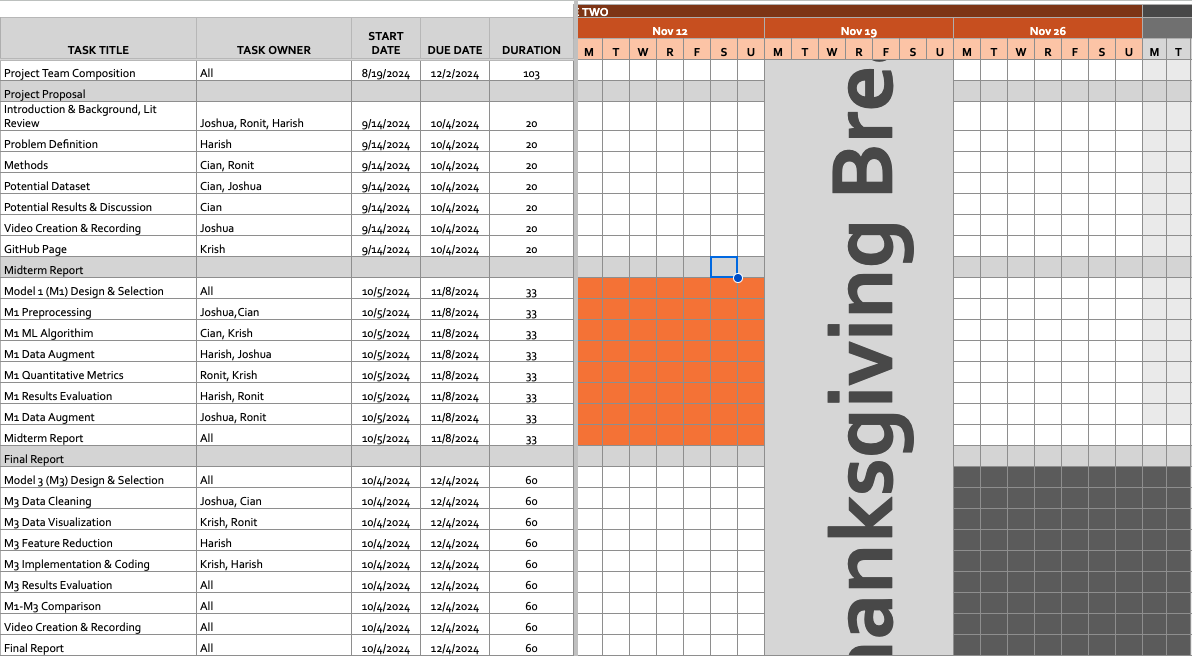 TWO
Nov 12 Nov 19 Nov 26
TASK TITLE TASK OWNER START DATE DUE DATE DURATION M T W R F S U M T W R F S U M T W R F S U M T
Project Team Composition All 8/19/2024 12/2/2024 103
Project Proposal
Introduction & Background, Lit
Review Joshua, Ronit, Harish 9/14/2024 10/4/2024 20
Problem Definition Harish 9/14/2024 10/4/2024 20
Methods Cian, Ronit 9/14/2024 10/4/2024 20
Potential Dataset Cian, Joshua 9/14/2024 10/4/2024 20
Potential Results & Discussion Cian 9/14/2024 10/4/2024 20
Video Creation & Recording Joshua 9/14/2024 10/4/2024 20
GitHub Page Krish 9/14/2024 10/4/2024 20
Midterm Report
Model 1 (M1) Design & Selection All 10/5/2024 11/8/2024 33
M1 Preprocessing Joshua,Cian 10/5/2024 11/8/2024 33
M1 ML Algorithim Cian, Krish 10/5/2024 11/8/2024 33
M1 Data Augment Harish, Joshua 10/5/2024 11/8/2024 33
M1 Quantitative Metrics Ronit, Krish 10/5/2024 11/8/2024 33
M1 Results Evaluation Harish, Ronit 10/5/2024 11/8/2024 33
M1 Data Augment Joshua, Ronit 10/5/2024 11/8/2024 33
Midterm Report All 10/5/2024 11/8/2024 33
Final Report
Model 3 (M3) Design & Selection All 10/4/2024 12/4/2024 60
M3 Data Cleaning Joshua, Cian 10/4/2024 12/4/2024 60
M3 Data Visualization Krish, Ronit 10/4/2024 12/4/2024 60
M3 Feature Reduction Harish 10/4/2024 12/4/2024 60
M3 Implementation & Coding Krish, Harish 10/4/2024 12/4/2024 60
M3 Results Evaluation All 10/4/2024 12/4/2024 60
M1-M3 Comparison All 10/4/2024 12/4/2024 60
Video Creation & Recording All 10/4/2024 12/4/2024 60
Final Report All 10/4/2024 12/4/2024 60
hanksgiving Bre